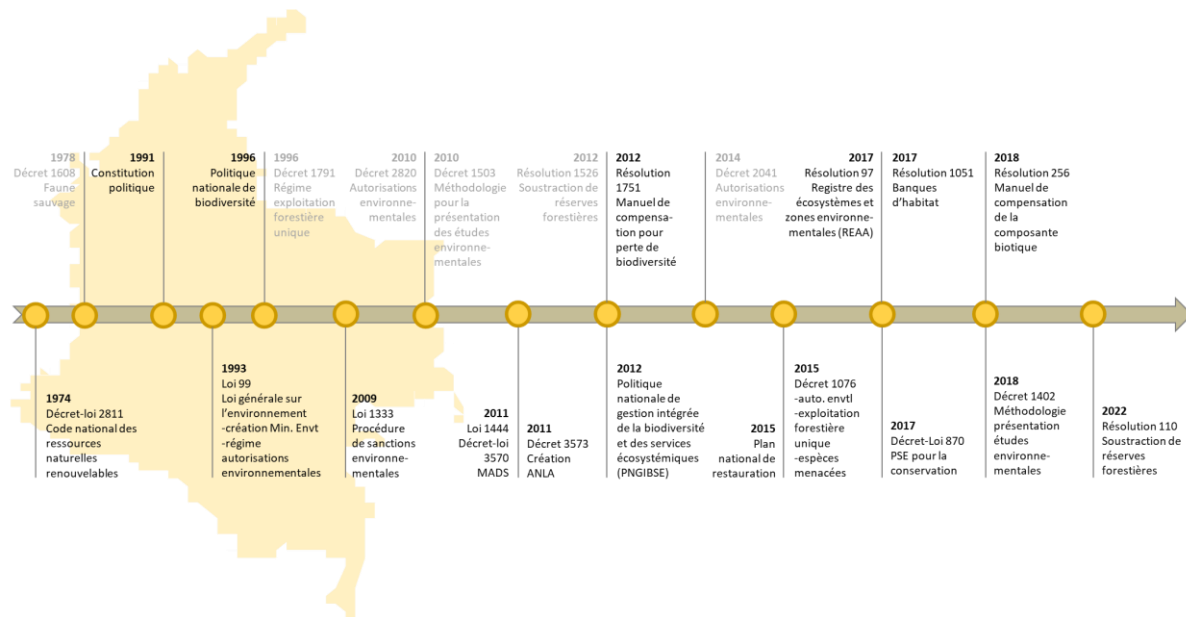 1978
Décret 1608
Faune
sauvage
1991
Constitution
politique
1996
Politique
nationale de
biodiversité
1996
Décret 1791
Régime
exploitation
forestière
unique
2010
Décret 2820
Autorisations
environne-
mentales
2010
Décret 1503
Méthodologie
pour la
présentation
des études
environne-
mentales
2012
Résolution 1526
Soustraction de
réserves
forestières
2012
Résolution
1751
Manuel de
compensa-
tion pour
perte de
biodiversité
2014
Décret 2041
Autorisations
environne-
mentales
2017
Résolution 97
Registre des
écosystèmes et
zones environne-
mentales (REAA)
2017
Résolution 1051
Banques
d’habitat
2018
Résolution 256
Manuel de
compensation
de la
composante
biotique
1974
Décret-loi 2811
Code national des
ressources
naturelles
renouvelables
1993
Loi 99
Loi générale sur
l’environnement
-création Min. Envt
-régime
autorisations
environnementales
2009
Loi 1333
Procédure
de sanctions
environne-
mentales
2011
Loi 1444
Décret-loi
3570
MADS
2011
Décret 3573
Création
ANLA
2012
Politique
nationale de
gestion intégrée
de la biodiversité
et des services
écosystémiques
(PNGIBSE)
2015
Plan
national de
restauration
2015
Décret 1076
-auto. envtl
-exploitation
forestière
unique
-espèces
menacées
2017
Décret-Loi 870
PSE pour la
conservation
2018
Décret 1402
Méthodologie
présentation
études
environne-
mentales
2022
Résolution 110
Soustraction de
réserves
forestières